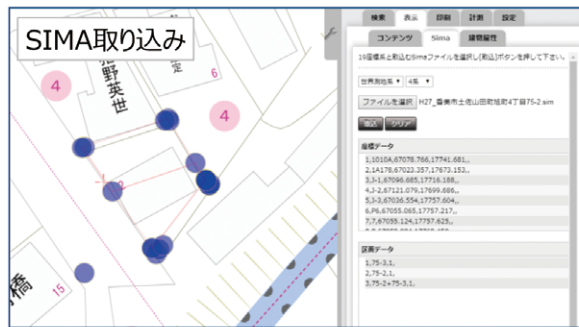 SIMA取り込み
野英世
定
6
4
4
15
橋
検索 表示 印刷 計測 設定
コンテンツ Sima 建物属性
19座標系と取込むSimaファイルを選択し[取込]ボタンを押して下さい。
世界測地系 4系
ファイルを選択 H27_香美市土佐山田町旭町4丁目75-2.sim
取込 クリア
座標データ
1,1010A,67078.766,17741.681,,
2,1A178,67023.357,17673.153,,
3,J-1,67096.685,17716.188,,
4,J-2,67121.079,17699.886,,
5,J-3,67036.554,17757.604,,
6,P6,67055.065,17757.217,,
7,7,67055.124,17757.625,,
区画データ
1,75-3,1,
2,75-2,1,
3,75-2+75-3,1,